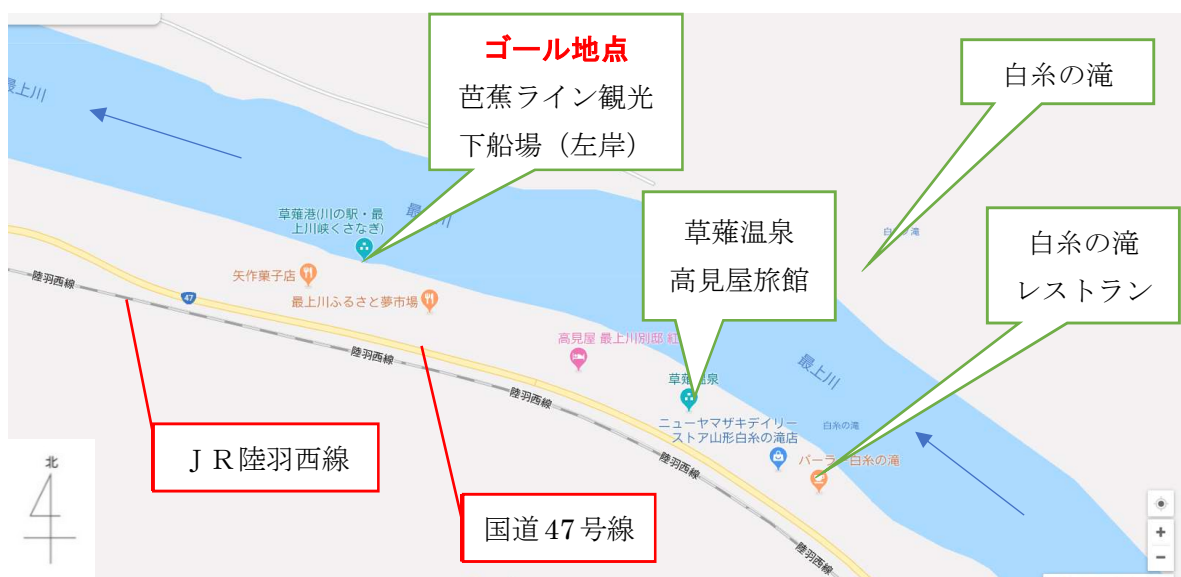 ゴール地点
芭蕉ライン観光
下船場（左岸）
白糸の滝
最上川
草薙港(川の駅・最
上川峡くさなぎ)
草薙温泉
高見屋旅館
白糸の滝
レストラン
矢作菓子店
陸羽西線
47
最上川ふるさと夢市場
陸羽西線
高見屋 最上川別邸 紅
最上川
陸羽西線
草薙温泉
ニューヤマザキデイリー
ストア山形白糸の滝店
白糸の滝
パーラー白糸の滝
ＪＲ陸羽西線
北
国道47号線
陸羽西線
陸羽西線